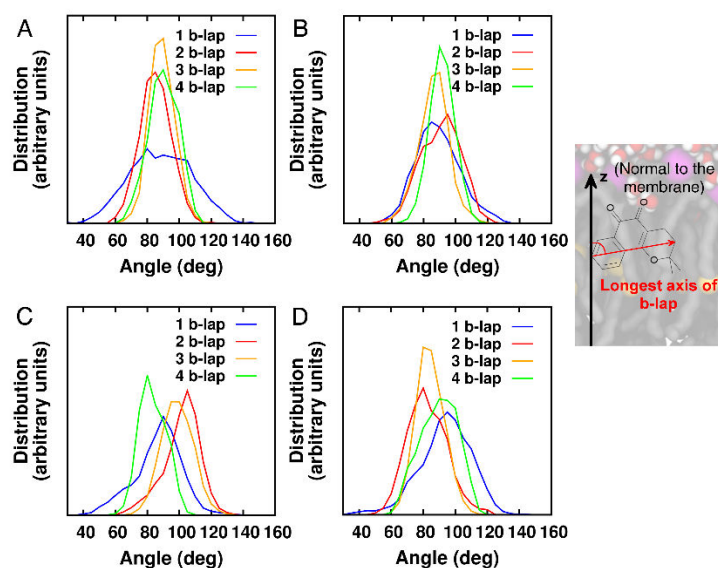 A
Distribution
(arbitrary units)
1 b-lap
2 b-lap
3 b-lap
4 b-lap
40 60 80 100 120 140 160
Angle (deg)
B
Distribution
(arbitrary units)
1 b-lap
2 b-lap
3 b-lap
4 b-lap
40 60 80 100 120 140 160
Angle (deg)
z
(Normal to the
membrane)
O
O
O
Longest axis of
b-lap
C
Distribution
(arbitrary units)
1 b-lap
2 b-lap
3 b-lap
4 b-lap
40 60 80 100 120 140 160
Angle (deg)
D
Distribution
(arbitrary units)
1 b-lap
2 b-lap
3 b-lap
4 b-lap
40 60 80 100 120 140 160
Angle (deg)